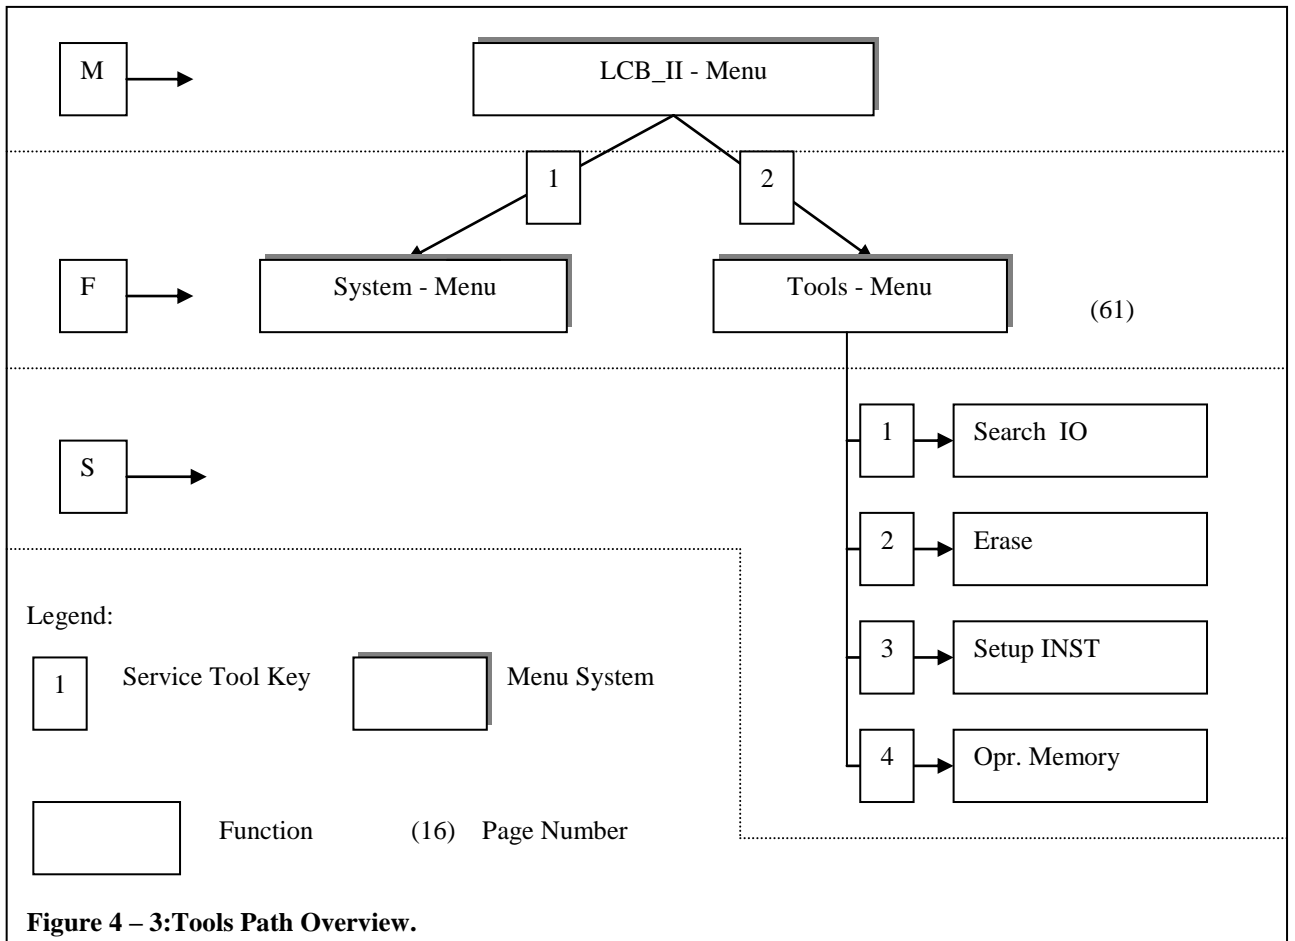 M
LCB_II - Menu
1
2
F
System - Menu
Tools - Menu
(61)
1
Search IO
S
2
Erase
3
Setup INST
4
Opr. Memory
Legend:
1
Service Tool Key
Menu System
Function
(16) Page Number
Figure 4 – 3:Tools Path Overview.